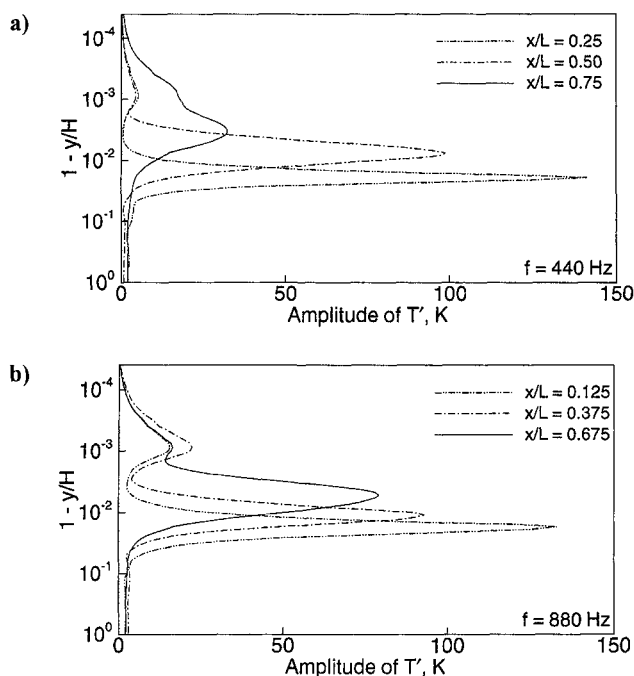 a)
10⁻⁴
10⁻³
10⁻²
10⁻¹
10⁰
1 - y/H
x/L = 0.25
x/L = 0.50
x/L = 0.75
f = 440 Hz
0 50 100 150
Amplitude of T′, K
b)
10⁻⁴
10⁻³
10⁻²
10⁻¹
10⁰
1 - y/H
x/L = 0.125
x/L = 0.375
x/L = 0.675
f = 880 Hz
0 50 100 150
Amplitude of T′, K